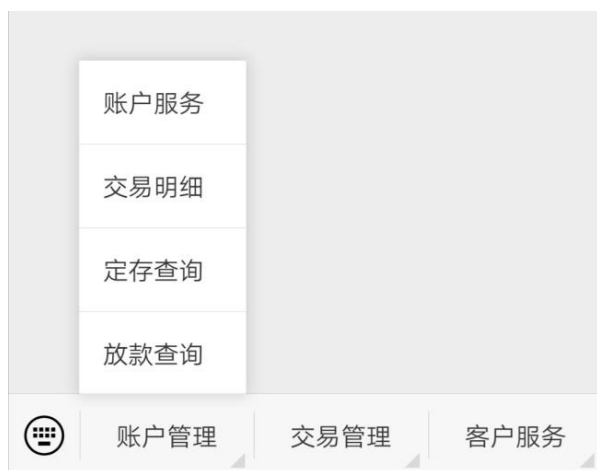 账户服务
交易明细
定存查询
放款查询
账户管理 交易管理 客户服务